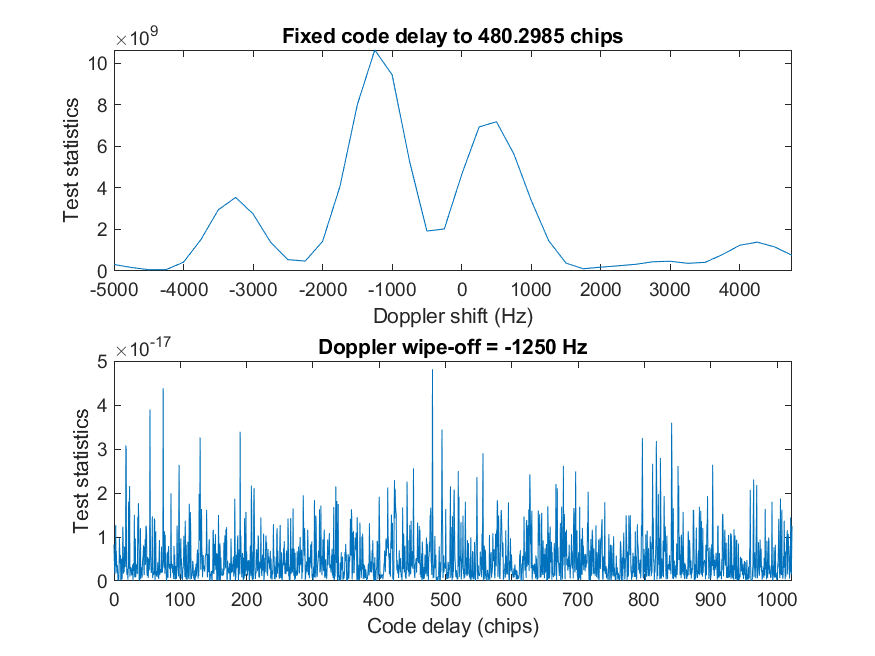 ×10^9
Fixed code delay to 480.2985 chips
10
8
6
4
2
0
Test statistics
-5000 -4000 -3000 -2000 -1000 0 1000 2000 3000 4000
Doppler shift (Hz)
×10^-17
Doppler wipe-off = -1250 Hz
5
4
3
2
1
0
Test statistics
0 100 200 300 400 500 600 700 800 900 1000
Code delay (chips)